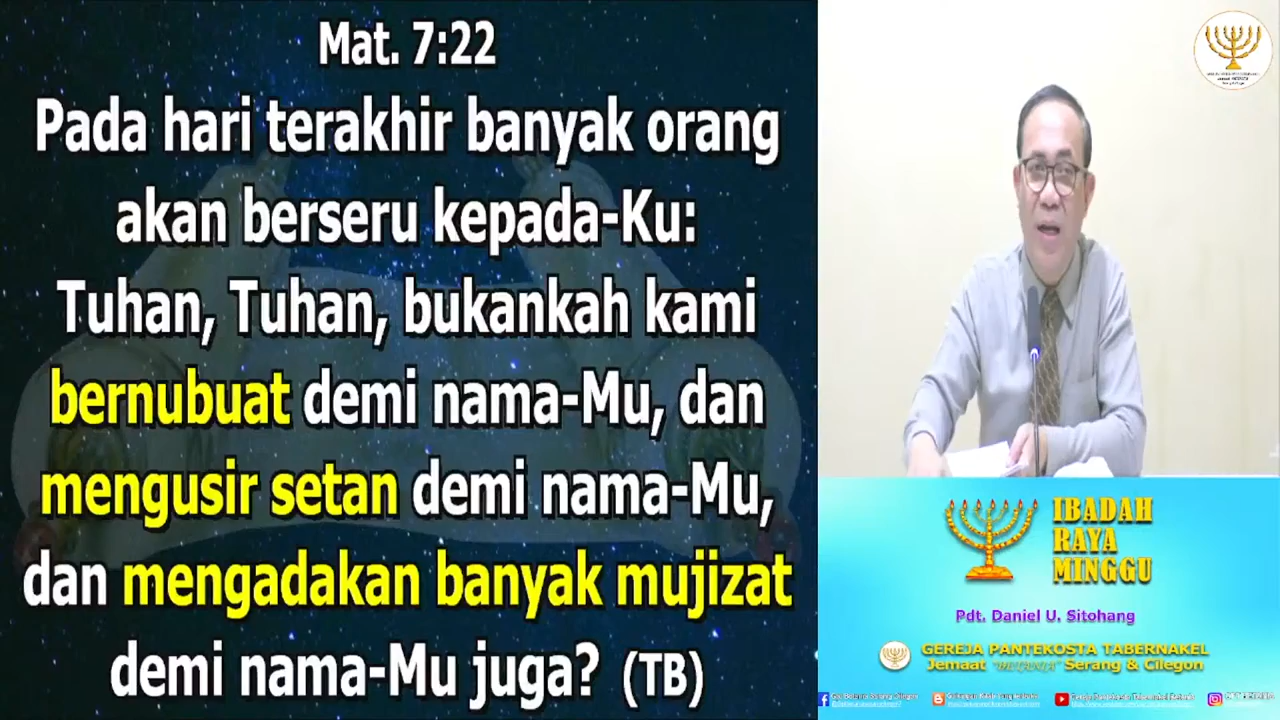 Mat. 7:22
Pada hari terakhir banyak orang
akan berseru kepada-Ku:
Tuhan, Tuhan, bukankah kami
bernubuat demi nama-Mu, dan
mengusir setan demi nama-Mu,
dan mengadakan banyak mujizat
demi nama-Mu juga? (TB)
IBADAH
RAYA
MINGGU
Pdt. Daniel U. Sitohang
GEREJA PANTEKOSTA TABERNAKEL
Jemaat "BETANIA" Serang & Cilegon